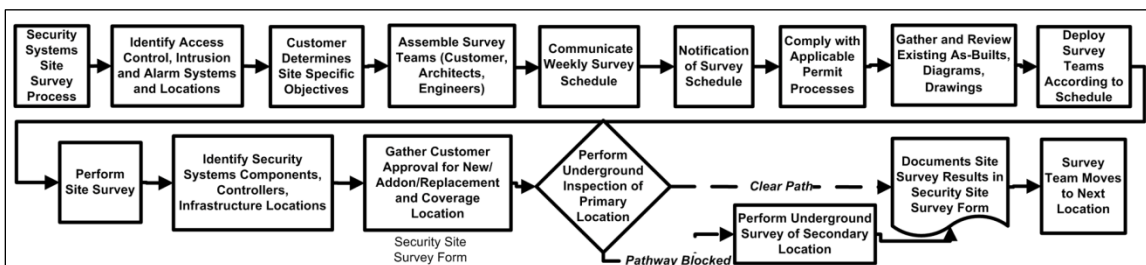 Security
Systems
Site
Survey
Process
Identify Access
Control, Intrusion
and Alarm Systems
and Locations
Customer
Determines
Site Specific
Objectives
Assemble Survey
Teams (Customer,
Architects,
Engineers)
Communicate
Weekly Survey
Schedule
Notification
of Survey
Schedule
Comply with
Applicable
Permit
Processes
Gather and Review
Existing As-Builts,
Diagrams,
Drawings
Deploy
Survey
Teams
According to
Schedule
Perform
Site Survey
Identify Security
Systems Components,
Controllers,
Infrastructure Locations
Gather Customer
Approval for New/
Addon/Replacement
and Coverage
Location
Security Site
Survey Form
Perform
Underground
Inspection of
Primary
Location
Clear Path
Pathway Blocked
Perform Underground
Survey of Secondary
Location
Documents Site
Survey Results in
Security Site
Survey Form
Survey
Team Moves
to Next
Location